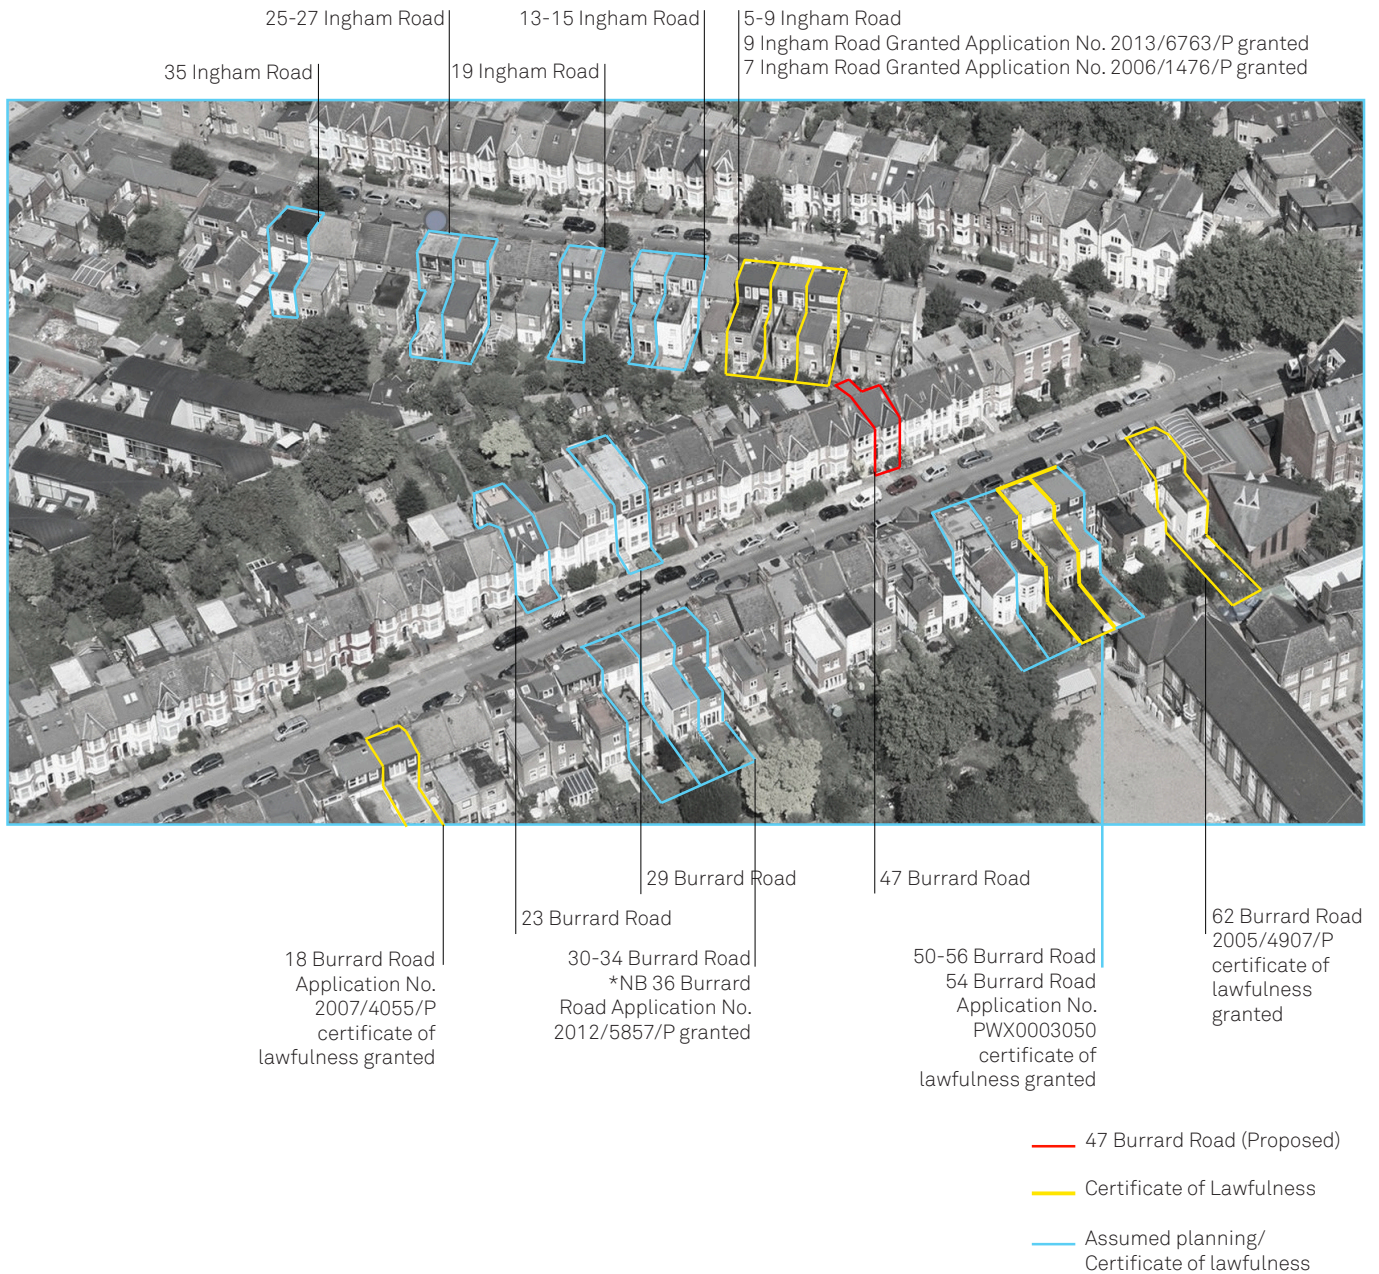 25-27 Ingham Road
13-15 Ingham Road
5-9 Ingham Road
9 Ingham Road Granted Application No. 2013/6763/P granted
7 Ingham Road Granted Application No. 2006/1476/P granted
35 Ingham Road
19 Ingham Road
29 Burrard Road
47 Burrard Road
23 Burrard Road
62 Burrard Road
2005/4907/P
certificate of
lawfulness
granted
18 Burrard Road
Application No.
2007/4055/P
certificate of
lawfulness granted
30-34 Burrard Road
*NB 36 Burrard
Road Application No.
2012/5857/P granted
50-56 Burrard Road
54 Burrard Road
Application No.
PWX0003050
certificate of
lawfulness granted
47 Burrard Road (Proposed)
Certificate of Lawfulness
Assumed planning/
Certificate of lawfulness